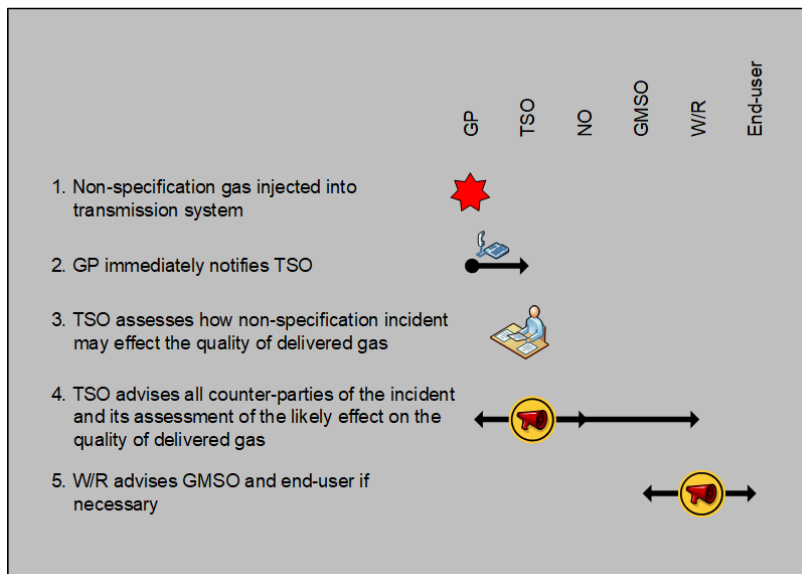 GP
TSO
NO
GMSO
W/R
End-user
1. Non-specification gas injected into
transmission system
2. GP immediately notifies TSO
3. TSO assesses how non-specification incident
may effect the quality of delivered gas
4. TSO advises all counter-parties of the incident
and its assessment of the likely effect on the
quality of delivered gas
5. W/R advises GMSO and end-user if
necessary